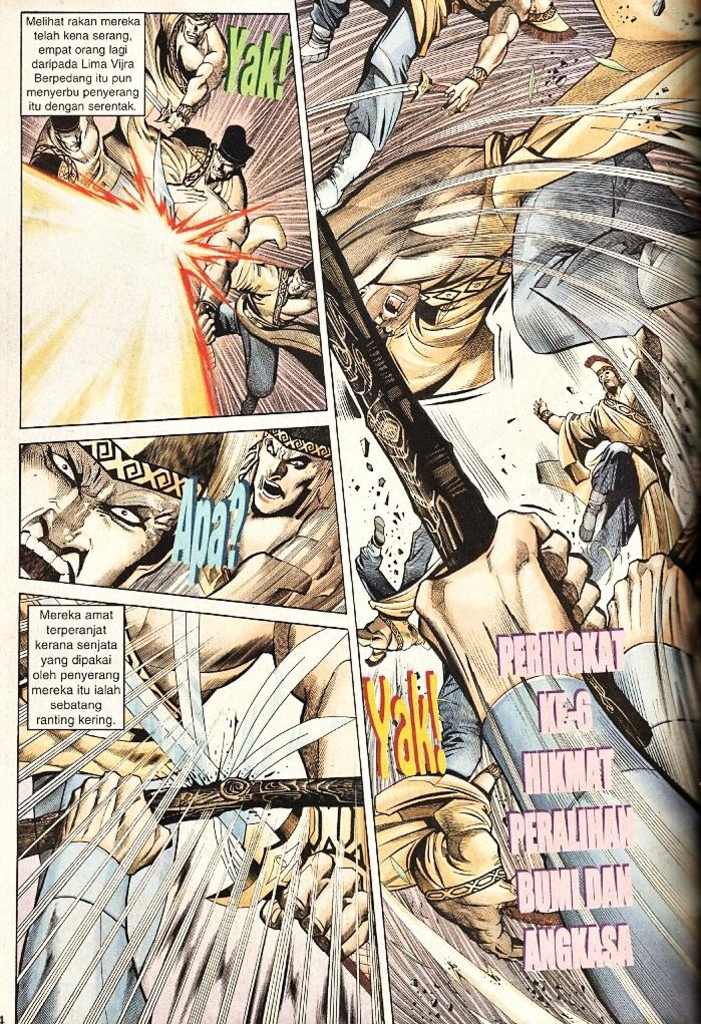 Melihat rakan mereka
telah kena serang,
empat orang lagi
daripada Lima Vijra
Berpedang itu pun
menyerbu penyerang
itu dengan serentak.
Yak!
Apa?
Mereka amat
terperanjat
kerana senjata
yang dipakai
oleh penyerang
mereka itu ialah
sebatang
ranting kering.
Yak!
PERINGKAT
KE-6
HIKMAT
PERALIHAN
BUMI DAN
ANGKASA